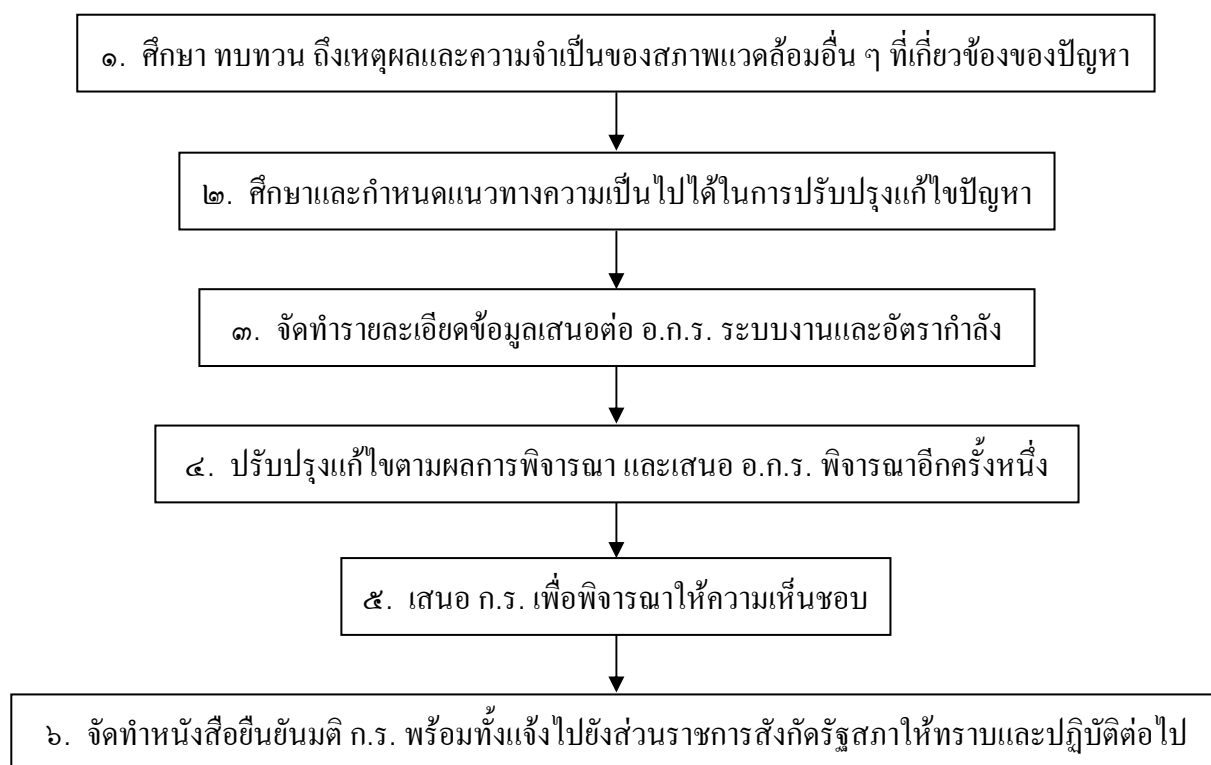 ๑. ศึกษา ทบทวน ถึงเหตุผลและความจำเป็นของสภาพแวดล้อมอื่น ๆ ที่เกี่ยวข้องของปัญหา
๒. ศึกษาและกำหนดแนวทางความเป็นไปได้ในการปรับปรุงแก้ไขปัญหา
๓. จัดทำรายละเอียดข้อมูลเสนอต่อ อ.ก.ร. ระบบงานและอัตรากำลัง
๔. ปรับปรุงแก้ไขตามผลการพิจารณา และเสนอ อ.ก.ร. พิจารณาอีกครั้งหนึ่ง
๕. เสนอ ก.ร. เพื่อพิจารณาให้ความเห็นชอบ
๖. จัดทำหนังสือยืนยันมติ ก.ร. พร้อมทั้งแจ้งไปยังส่วนราชการสังกัดรัฐสภาให้ทราบและปฏิบัติต่อไป